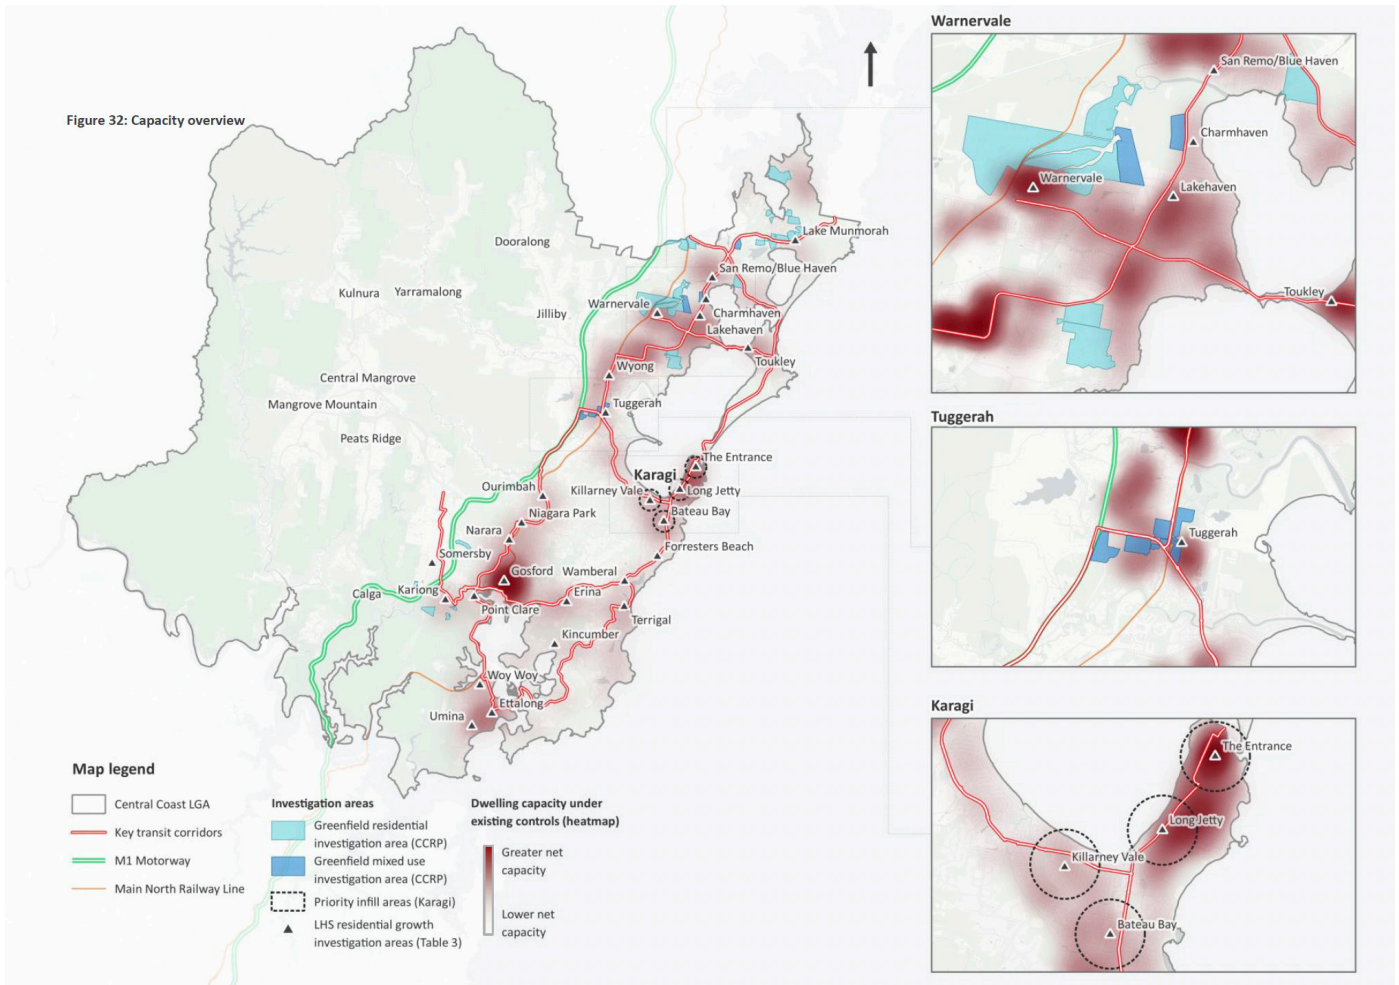 Figure 32: Capacity overview
Dooralong
Kulnura
Yarramalong
Jilliby
Central Mangrove
Mangrove Mountain
Peats Ridge
Lake Munmorah
San Remo/Blue Haven
Warnervale
Charmhaven
Lakehaven
Toukley
Wyong
Tuggerah
The Entrance
Karagi
Ourimbah
Killarney Vale
Long Jetty
Niagara Park
Bateau Bay
Narara
Forresters Beach
Somersby
Gosford
Wamberal
Calga
Kariong
Erina
Point Clare
Terrigal
Kincumber
Woy Woy
Ettalong
Umina
Map legend
Central Coast LGA
Key transit corridors
M1 Motorway
Main North Railway Line
Investigation areas
Greenfield residential
investigation area (CCRP)
Greenfield mixed use
investigation area (CCRP)
Priority infill areas (Karagi)
LHS residential growth
investigation areas (Table 3)
Dwelling capacity under
existing controls (heatmap)
Greater net
capacity
Lower net
capacity
Warnervale
San Remo/Blue Haven
Charmhaven
Warnervale
Lakehaven
Toukley
Tuggerah
Tuggerah
Karagi
The Entrance
Long Jetty
Killarney Vale
Bateau Bay